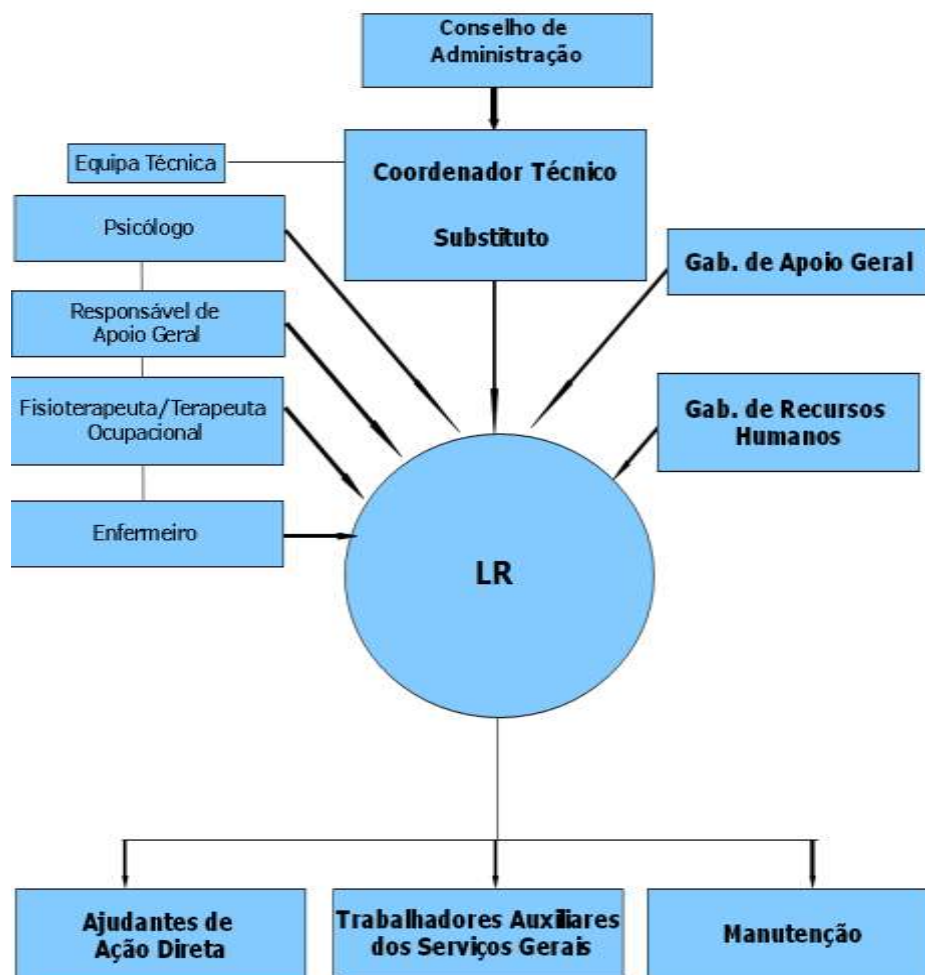 Conselho de
Administração
Equipa Técnica
Coordenador Técnico
Substituto
Psicólogo
Gab. de Apoio Geral
Responsável de
Apoio Geral
Fisioterapeuta/Terapeuta
Ocupacional
Gab. de Recursos
Humanos
Enfermeiro
LR
Ajudantes de
Ação Direta
Trabalhadores Auxiliares
dos Serviços Gerais
Manutenção